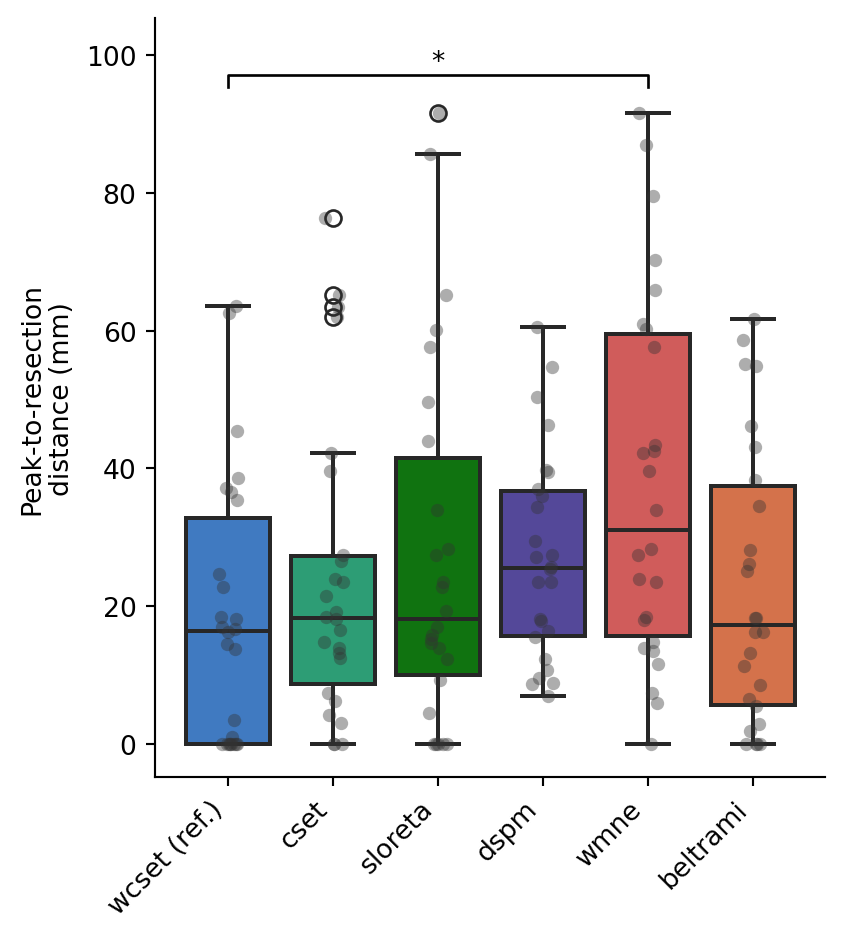 *
100
80
60
40
20
0
Peak-to-resection
distance (mm)
wcset (ref.)
cset
sloreta
dspm
wmne
beltrami